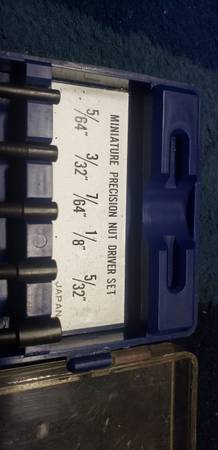 MINIATURE PRECISION NUT DRIVER SET
5/64" 3/32" 7/64" 1/8" 5/32"
JAPAN